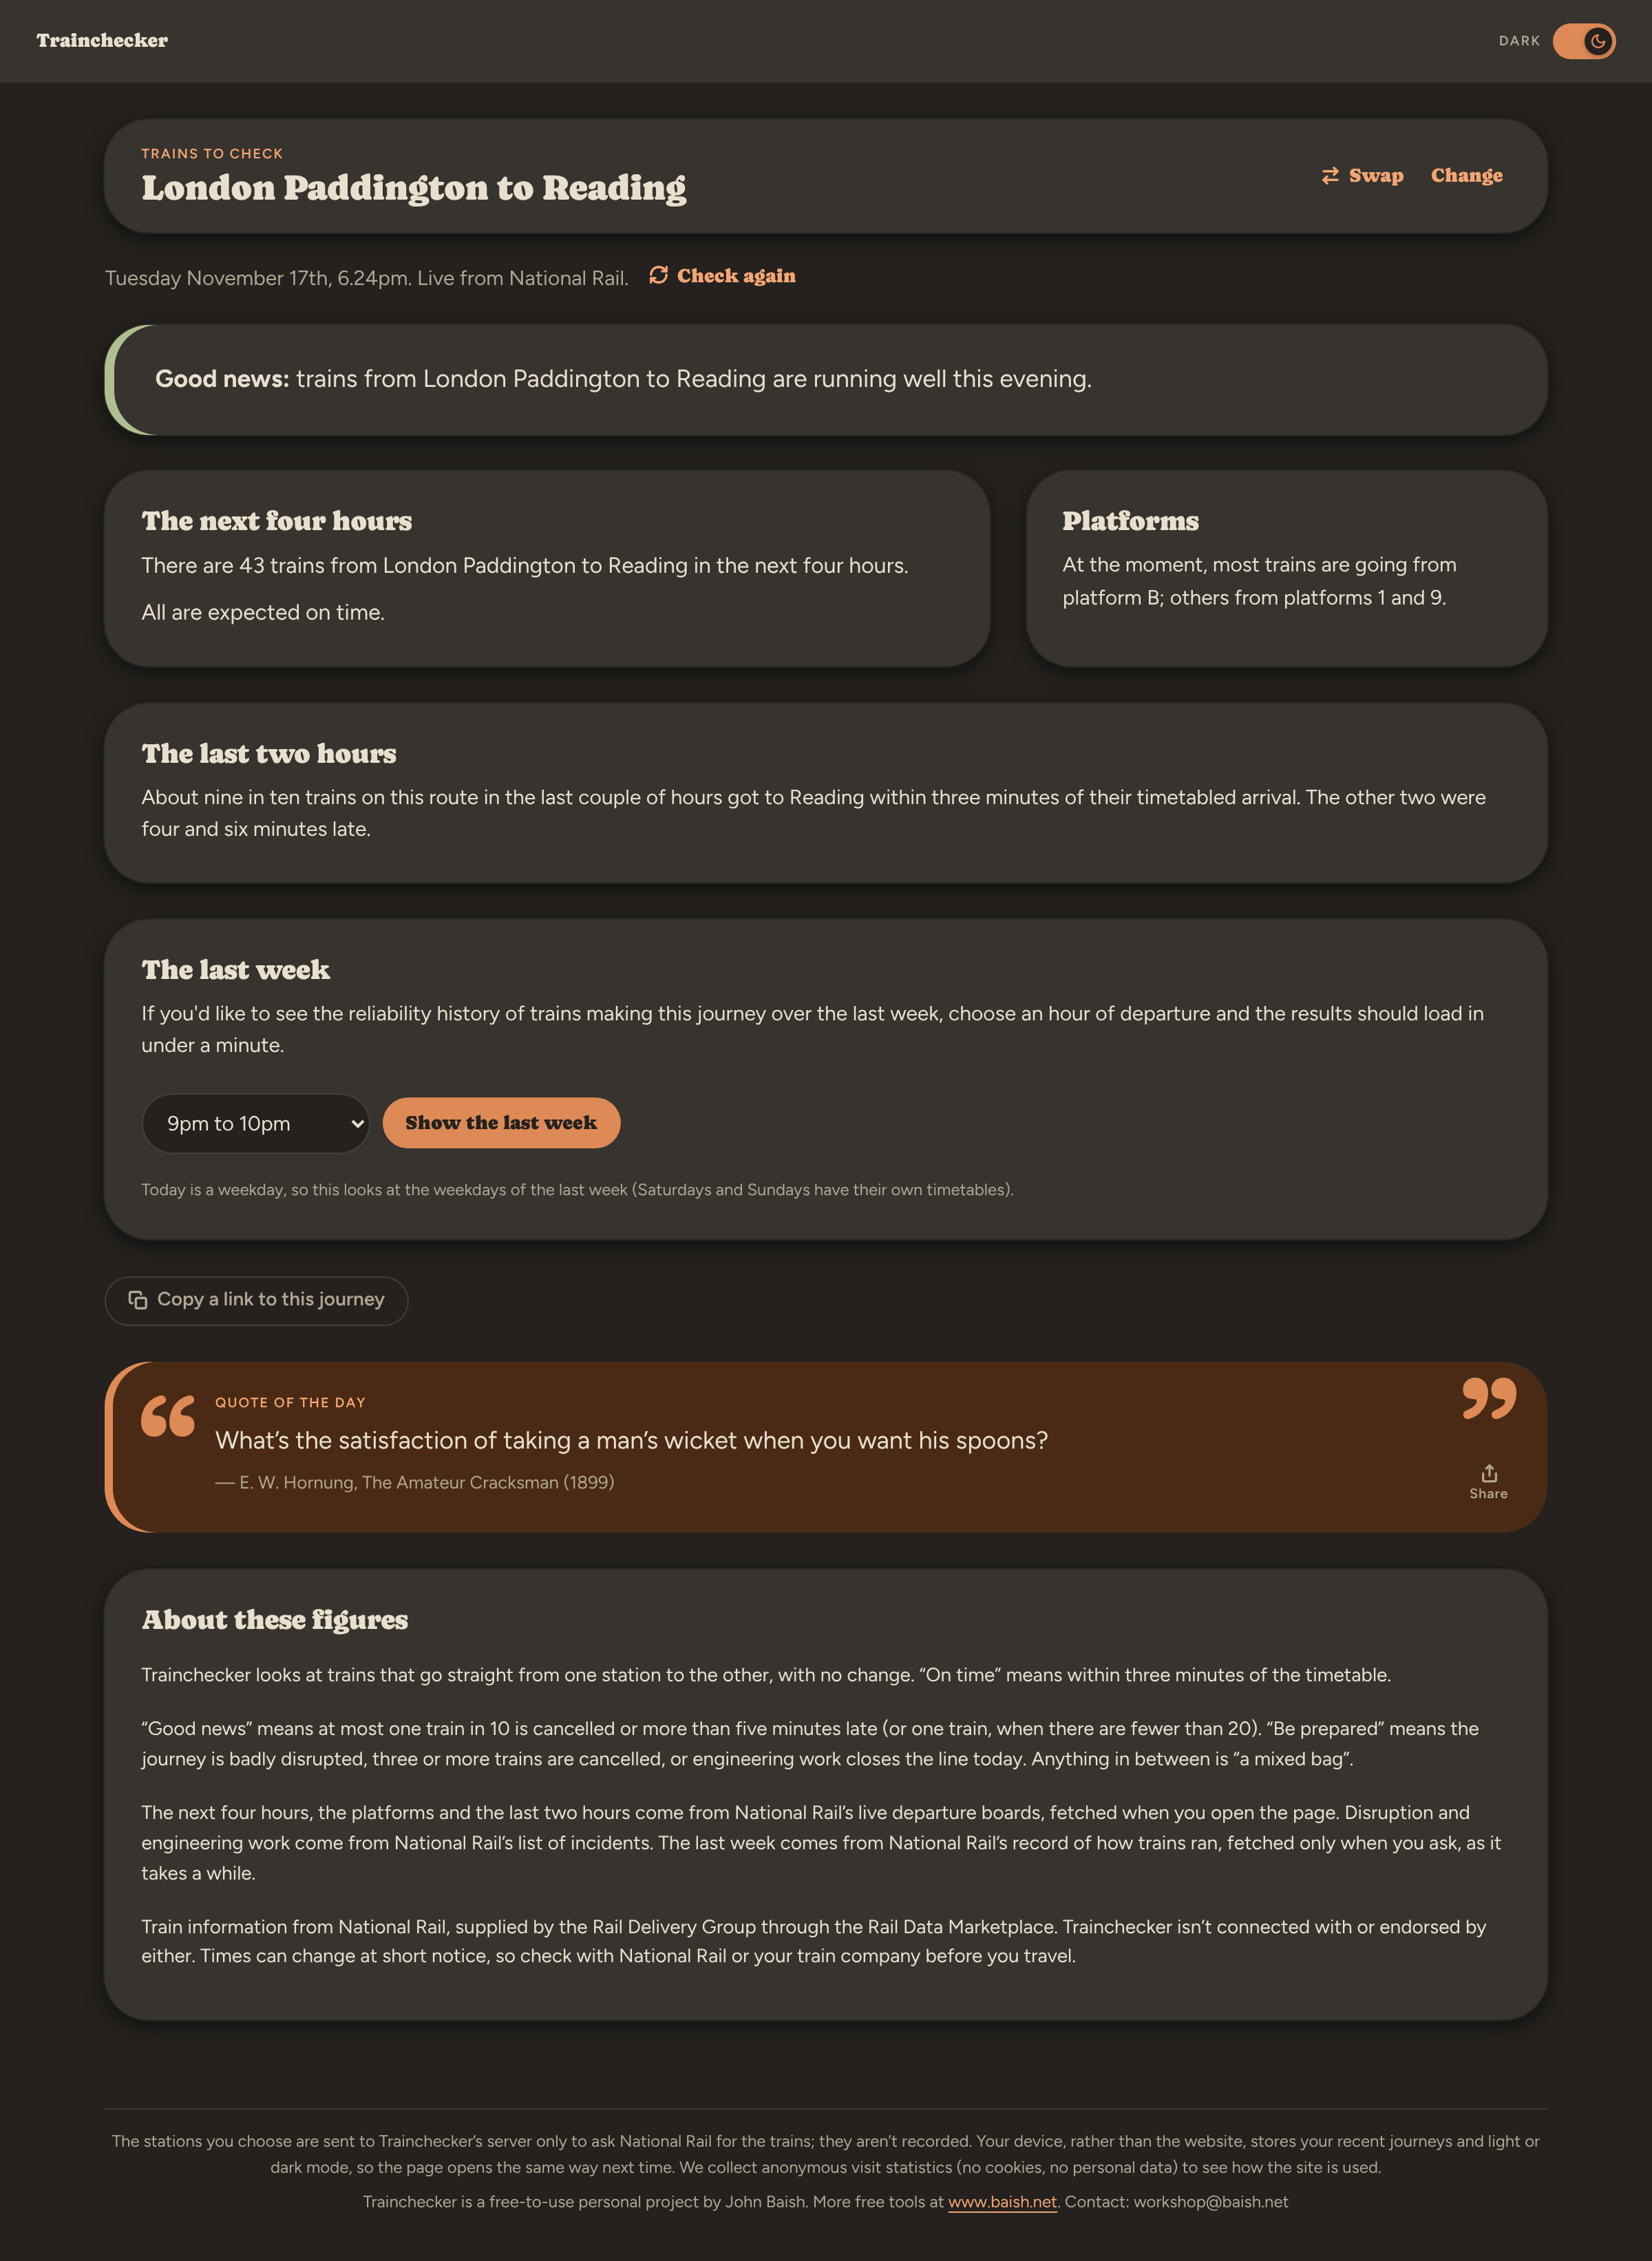 Trainchecker
DARK
TRAINS TO CHECK
London Paddington to Reading
Swap
Change
Tuesday November 17th, 6.24pm. Live from National Rail.
Check again
Good news: trains from London Paddington to Reading are running well this evening.
The next four hours
There are 43 trains from London Paddington to Reading in the next four hours.
All are expected on time.
Platforms
At the moment, most trains are going from
platform B; others from platforms 1 and 9.
The last two hours
About nine in ten trains on this route in the last couple of hours got to Reading within three minutes of their timetabled arrival. The other two were
four and six minutes late.
The last week
If you'd like to see the reliability history of trains making this journey over the last week, choose an hour of departure and the results should load in
under a minute.
9pm to 10pm
Show the last week
Today is a weekday, so this looks at the weekdays of the last week (Saturdays and Sundays have their own timetables).
Copy a link to this journey
“
QUOTE OF THE DAY
What’s the satisfaction of taking a man’s wicket when you want his spoons?
— E. W. Hornung, The Amateur Cracksman (1899)
”
Share
About these figures
Trainchecker looks at trains that go straight from one station to the other, with no change. “On time” means within three minutes of the timetable.
“Good news” means at most one train in 10 is cancelled or more than five minutes late (or one train, when there are fewer than 20). “Be prepared” means the
journey is badly disrupted, three or more trains are cancelled, or engineering work closes the line today. Anything in between is “a mixed bag”.
The next four hours, the platforms and the last two hours come from National Rail’s live departure boards, fetched when you open the page. Disruption and
engineering work come from National Rail’s list of incidents. The last week comes from National Rail’s record of how trains ran, fetched only when you ask, as it
takes a while.
Train information from National Rail, supplied by the Rail Delivery Group through the Rail Data Marketplace. Trainchecker isn’t connected with or endorsed by
either. Times can change at short notice, so check with National Rail or your train company before you travel.
The stations you choose are sent to Trainchecker’s server only to ask National Rail for the trains; they aren’t recorded. Your device, rather than the website, stores your recent journeys and light or
dark mode, so the page opens the same way next time. We collect anonymous visit statistics (no cookies, no personal data) to see how the site is used.
Trainchecker is a free-to-use personal project by John Baish. More free tools at www.baish.net. Contact: workshop@baish.net